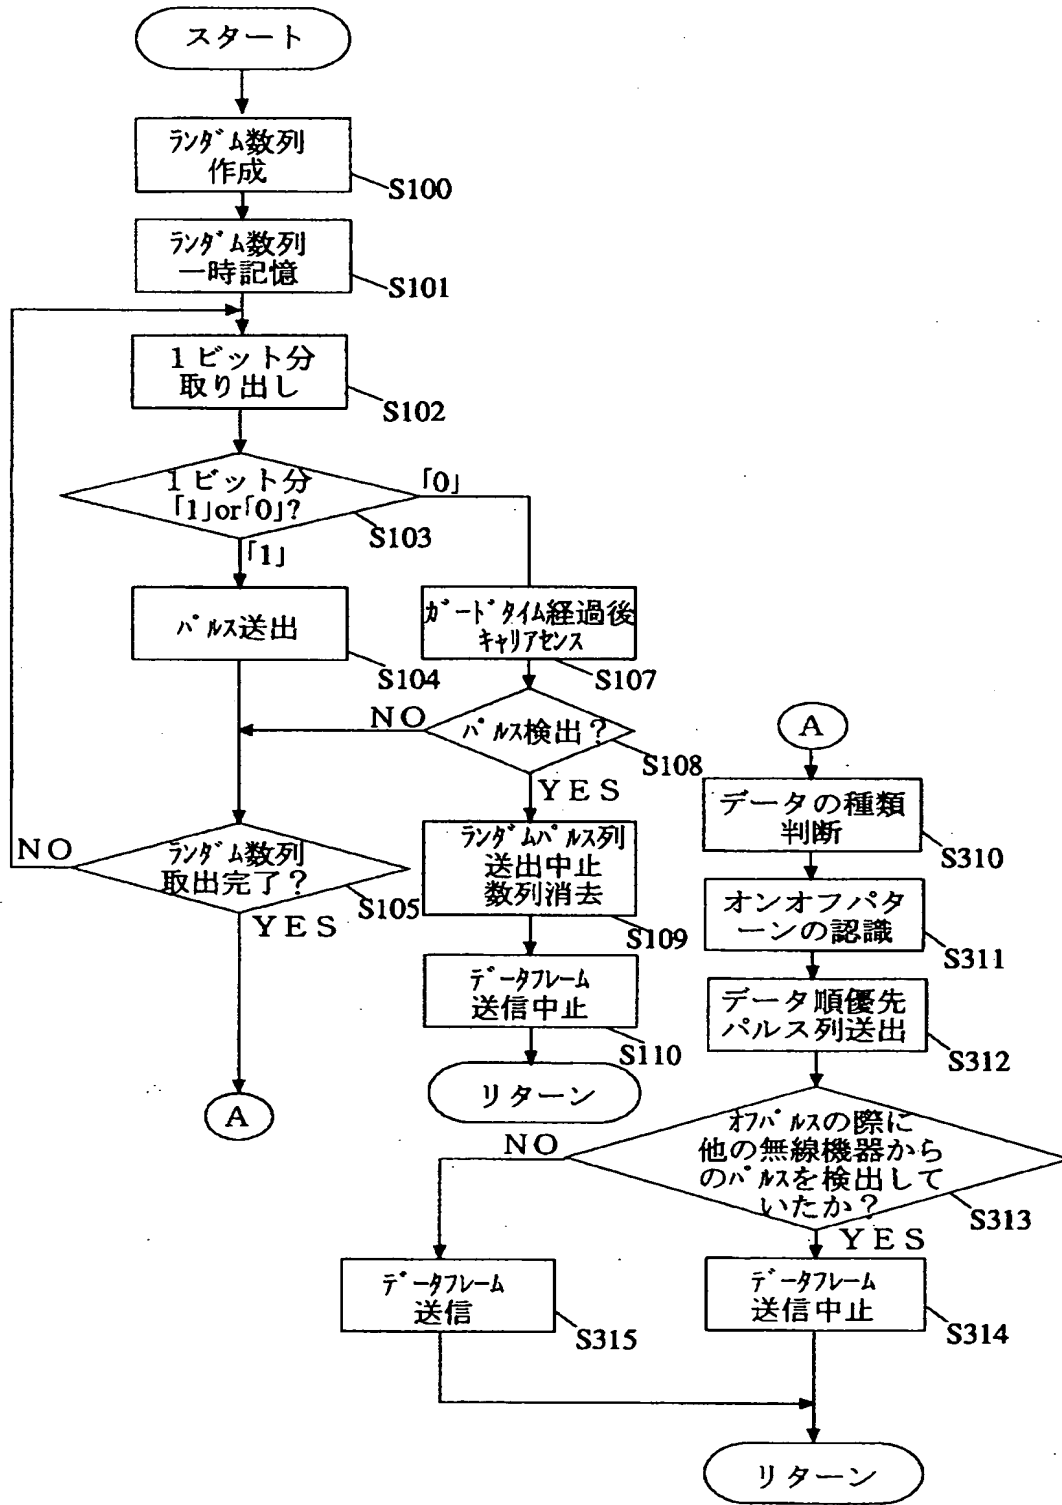 スタート
ランダム数列
作成
S100
ランダム数列
一時記憶
S101
1ビット分
取り出し
S102
1ビット分
「1」or「0」?
S103
「0」
「1」
パルス送出
S104
ガードタイム経過後
キャリアセンス
S107
パルス検出?
S108
NO
YES
ランダム数列
取出完了?
S105
NO
YES
A
ランダムパルス列
送出中止
数列消去
S109
データフレーム
送信中止
S110
リターン
A
データの種類
判断
S310
オンオフパタ
ーンの認識
S311
データ順優先
パルス列送出
S312
オフパルスの際に
他の無線機器から
のパルスを検出して
いたか?
S313
NO
YES
データフレーム
送信
S315
データフレーム
送信中止
S314
リターン